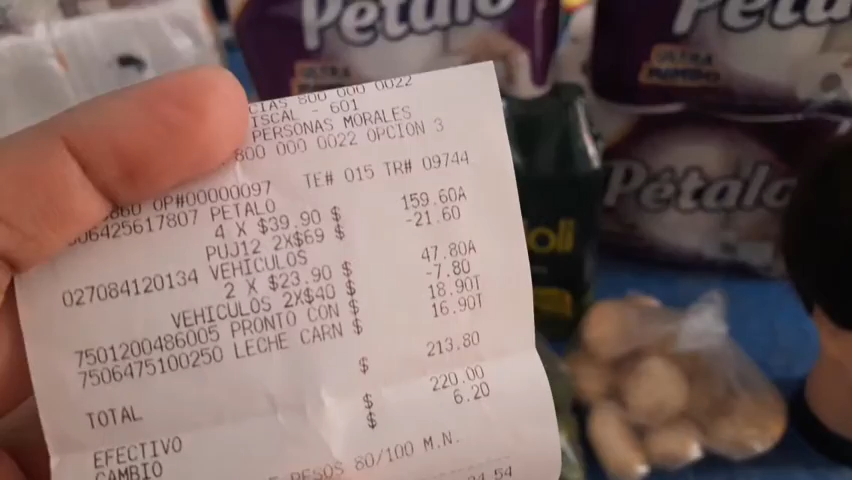 Pétalo
ULTRA
Pétalo
CIAS 800 000 0022
ISCAL - 601
PERSONAS MORALES
800 000 0022 OPCION 3
OP#00000097 TE# 015 TR# 09744
06425617807 PETALO
4 X $39.90 $ 159.60A
PUJ12 2X$69 $ -21.60
027084120134 VEHICULOS
2 X $23.90 $ 47.80A
VEHICULOS 2X$40 $ -7.80
7501200486005 PRONTO CON $ 18.90T
7506475100250 LECHE CARN $ 16.90T
TOTAL $ 213.80
EFECTIVO $ 220.00
CAMBIO $ 6.20
PESOS 80/100 M.N.
Pétalo
oli